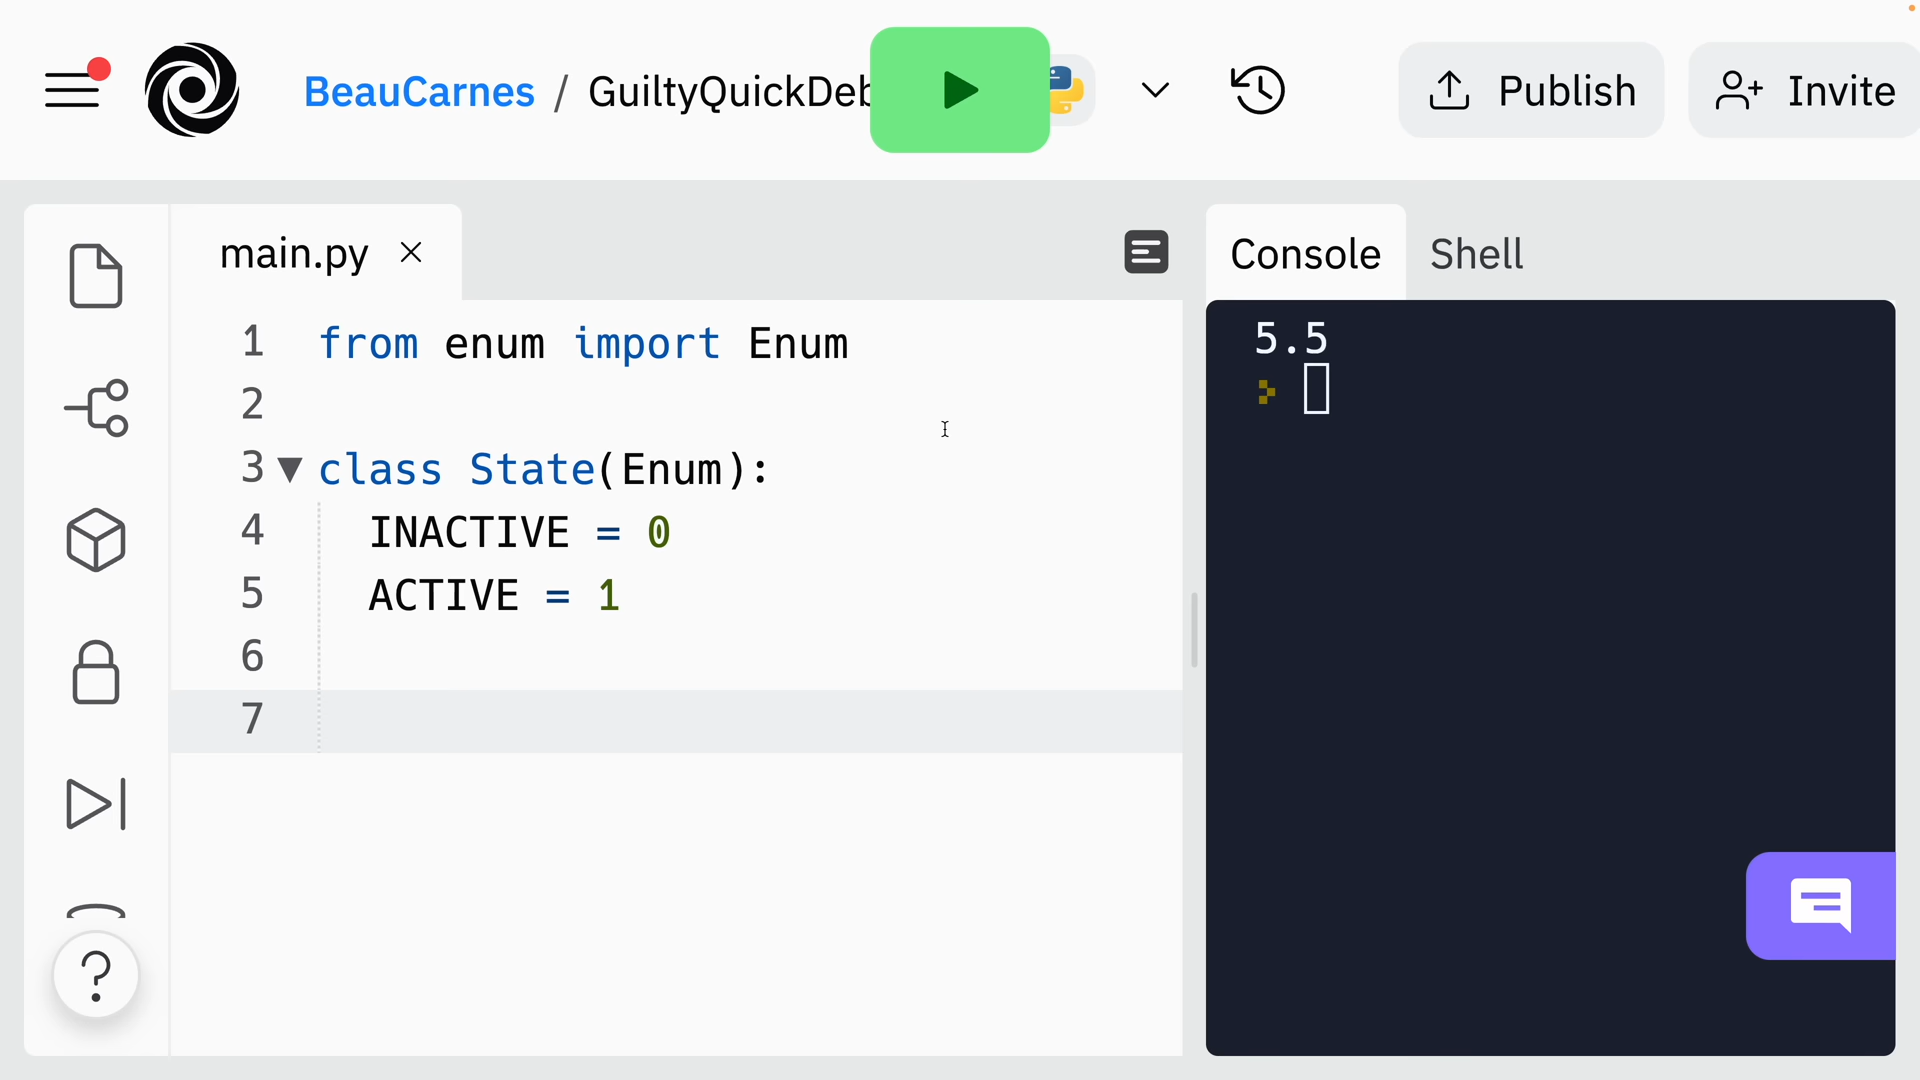 BeauCarnes / GuiltyQuickDeb
Publish
Invite
main.py
Console
Shell
1 from enum import Enum
2
3 class State(Enum):
4 INACTIVE = 0
5 ACTIVE = 1
6
7
5.5
?